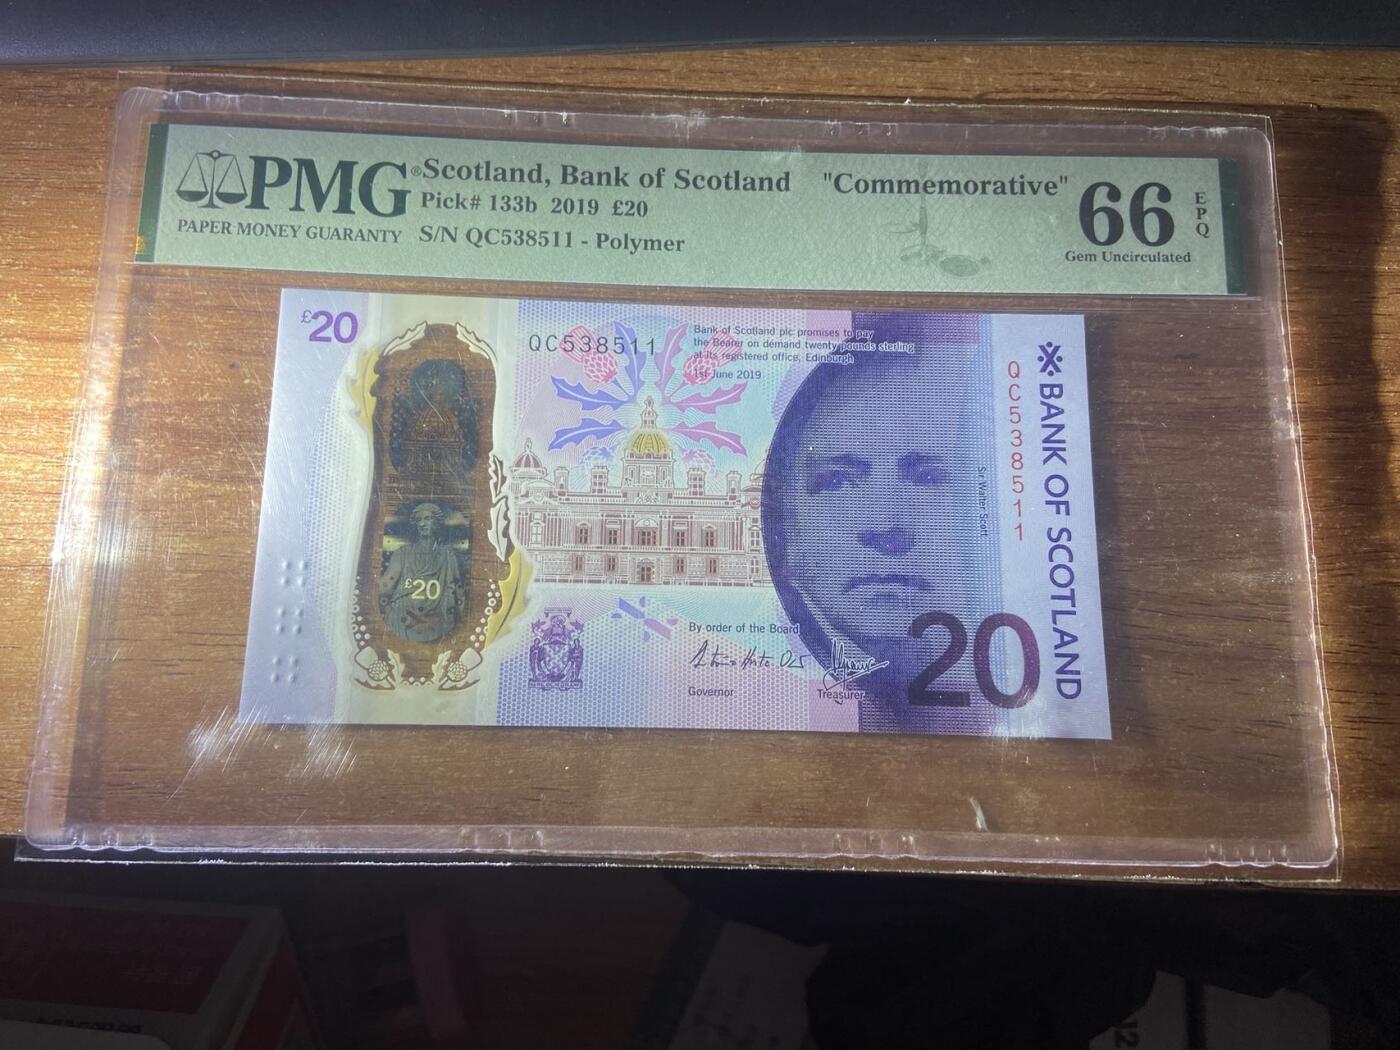 PMG®
PAPER MONEY GUARANTY
Scotland, Bank of Scotland "Commemorative"
Pick# 133b 2019 £20
S/N QC538511 - Polymer
66
EPQ
Gem Uncirculated
£20
QC538511
Bank of Scotland plc promises to pay
the Bearer on demand twenty pounds sterling
at its registered office, Edinburgh
1st June 2019
£20
By order of the Board
Governor
Treasurer
Sir Walter Scott
20
QC538511
BANK OF SCOTLAND